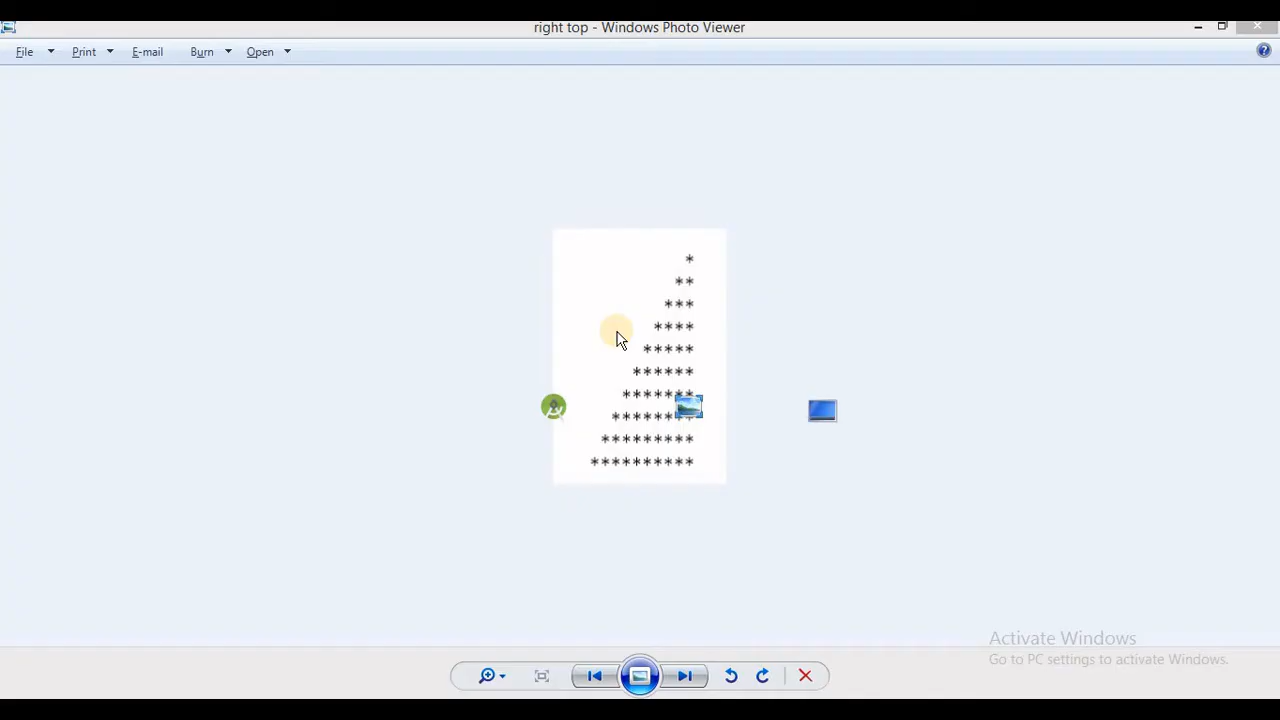 right top - Windows Photo Viewer
File Print E-mail Burn Open
*
**
***
****
*****
******
*******
********
*********
**********
Activate Windows
Go to PC settings to activate Windows.